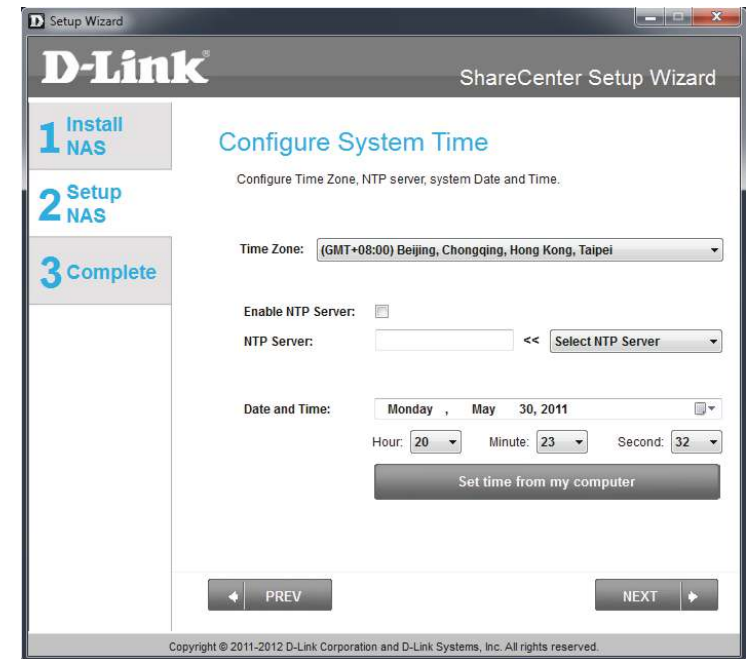 Setup Wizard
D-Link®
ShareCenter Setup Wizard
1 Install NAS
2 Setup NAS
3 Complete
Configure System Time
Configure Time Zone, NTP server, system Date and Time.
Time Zone: (GMT+08:00) Beijing, Chongqing, Hong Kong, Taipei
Enable NTP Server:
NTP Server: << Select NTP Server
Date and Time: Monday , May 30, 2011
Hour: 20 Minute: 23 Second: 32
Set time from my computer
PREV NEXT
Copyright © 2011-2012 D-Link Corporation and D-Link Systems, Inc. All rights reserved.